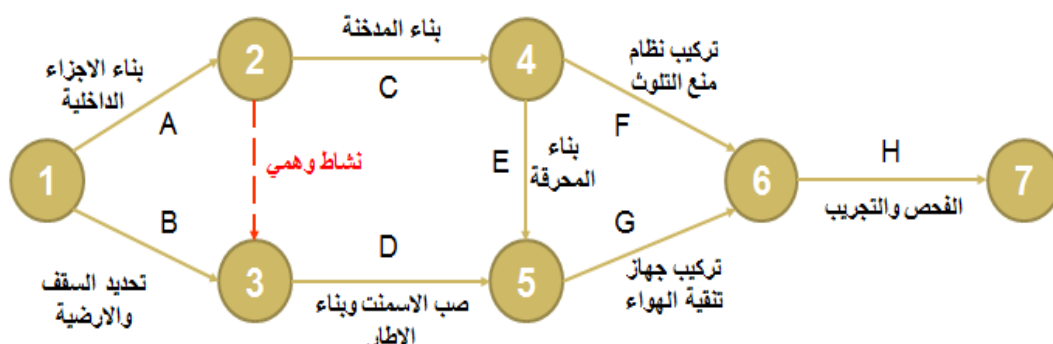 بناء المدخنة
2
4
C
تركيب نظام
منع التلوث
بناء الاجزاء
الداخلية
A
F
1
نشاط وهمي
E
بناء
المحرقة
6
H
7
الفحص والتجريب
B
D
G
3
5
تحديد السقف
والارضية
صب الاسمنت وبناء
الاطار
تركيب جهاز
تنقية الهواء